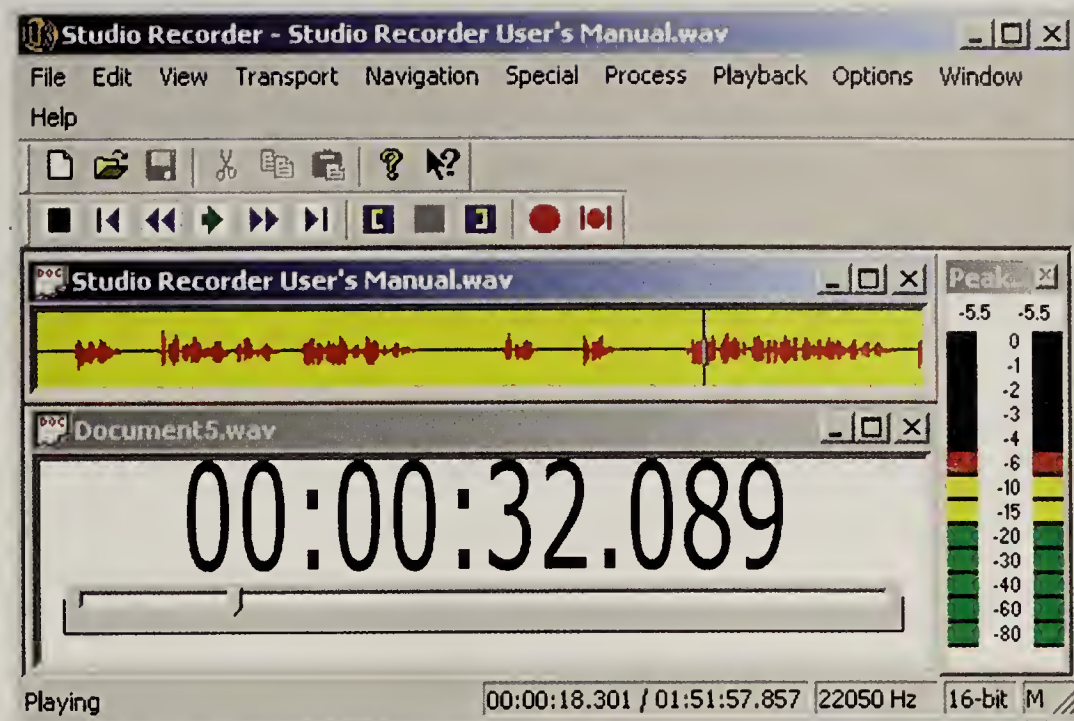 Studio Recorder - Studio Recorder User's Manual.wav
File Edit View Transport Navigation Special Process Playback Options Window
Help
Studio Recorder User's Manual.wav
Peak...
-5.5 -5.5
0
-1
-2
-3
-4
-6
-10
-15
-20
-30
-40
-60
-80
DOC
Document5.wav
DOC
00:00:32.089
Playing 00:00:18.301 / 01:51:57.857 22050 Hz 16-bit M